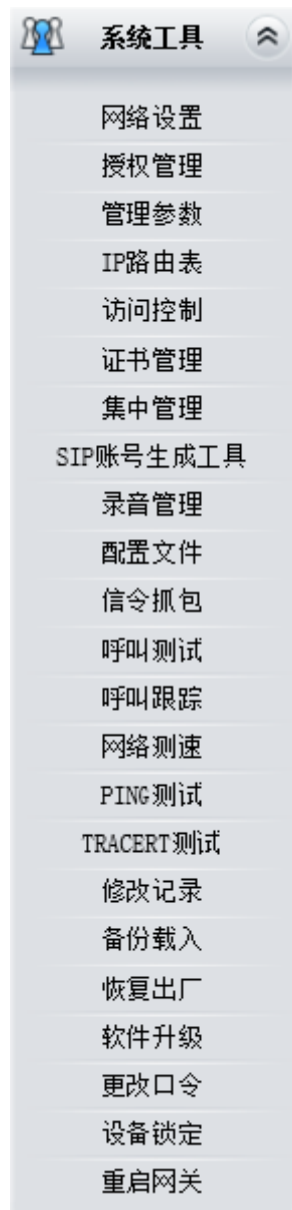 系统工具
网络设置
授权管理
管理参数
IP路由表
访问控制
证书管理
集中管理
SIP账号生成工具
录音管理
配置文件
信令抓包
呼叫测试
呼叫跟踪
网络测速
PING测试
TRACERT测试
修改记录
备份载入
恢复出厂
软件升级
更改口令
设备锁定
重启网关